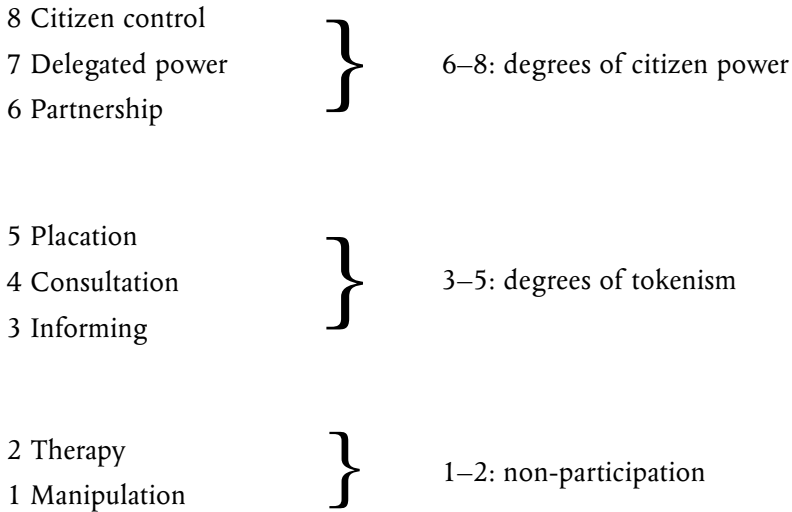 8 Citizen control
7 Delegated power
6 Partnership
6–8: degrees of citizen power
5 Placation
4 Consultation
3 Informing
3–5: degrees of tokenism
2 Therapy
1 Manipulation
1–2: non-participation